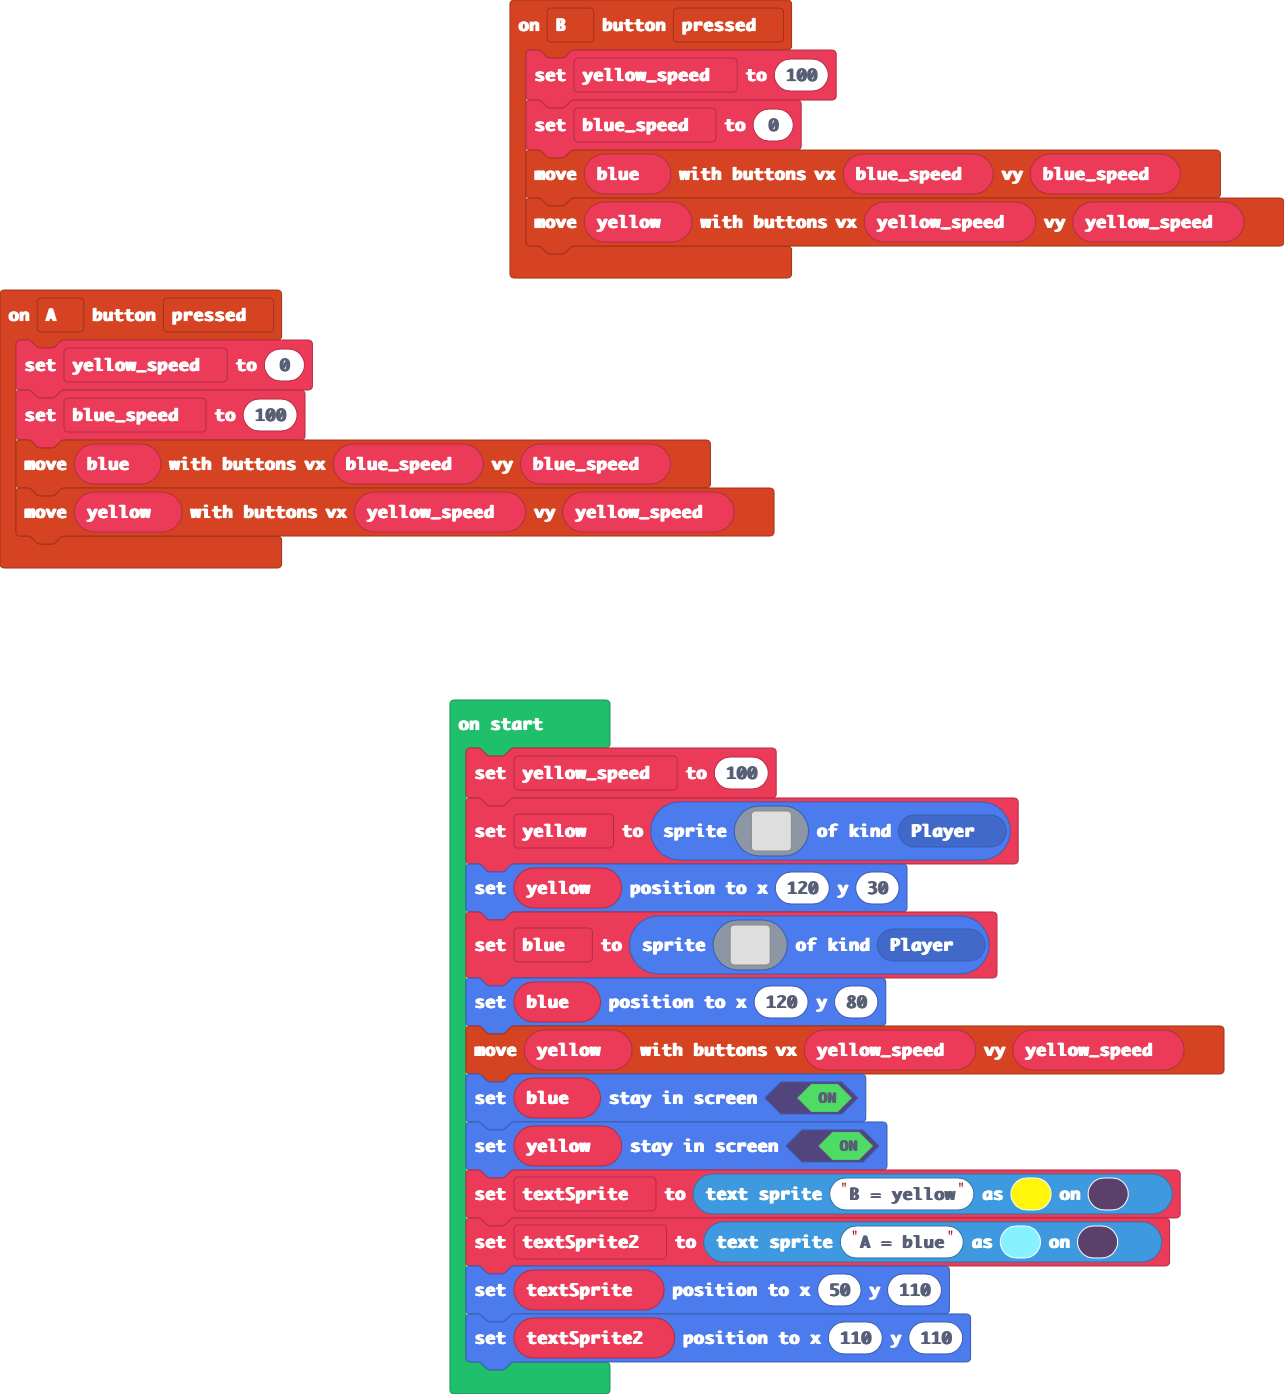 on B button pressed
set yellow_speed to 100
set blue_speed to 0
move blue with buttons vx blue_speed vy blue_speed
move yellow with buttons vx yellow_speed vy yellow_speed
on A button pressed
set yellow_speed to 0
set blue_speed to 100
move blue with buttons vx blue_speed vy blue_speed
move yellow with buttons vx yellow_speed vy yellow_speed
on start
set yellow_speed to 100
set yellow to sprite of kind Player
set yellow position to x 120 y 30
set blue to sprite of kind Player
set blue position to x 120 y 80
move yellow with buttons vx yellow_speed vy yellow_speed
set blue stay in screen ON
set yellow stay in screen ON
set textSprite to text sprite "B = yellow" as on
set textSprite2 to text sprite "A = blue" as on
set textSprite position to x 50 y 110
set textSprite2 position to x 110 y 110